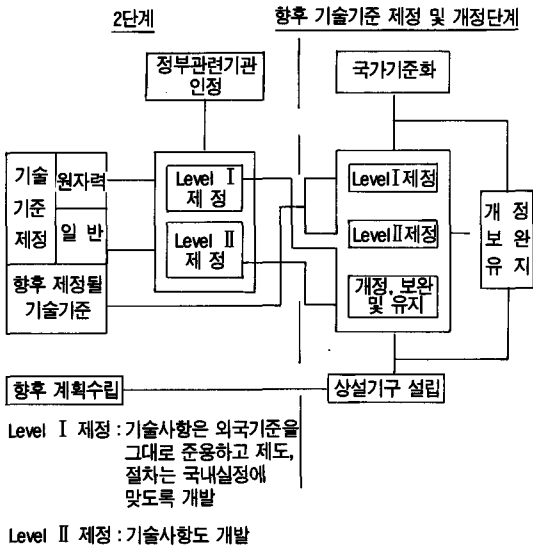 2단계
향후 기술기준 제정 및 개정단계
정부관련기관
인정
국가기준화
기술
기준
제정
원자력
일 반
향후 제정될
기술기준
Level Ⅰ
제 정
Level Ⅱ
제 정
LevelⅠ제정
LevelⅡ제정
개정, 보완
및 유지
개 정
보 완
유 지
향후 계획수립
상설기구 설립
Level Ⅰ 제정 : 기술사항은 외국기준을
그대로 준용하고 제도,
절차는 국내실정에
맞도록 개발
Level Ⅱ 제정 : 기술사항도 개발